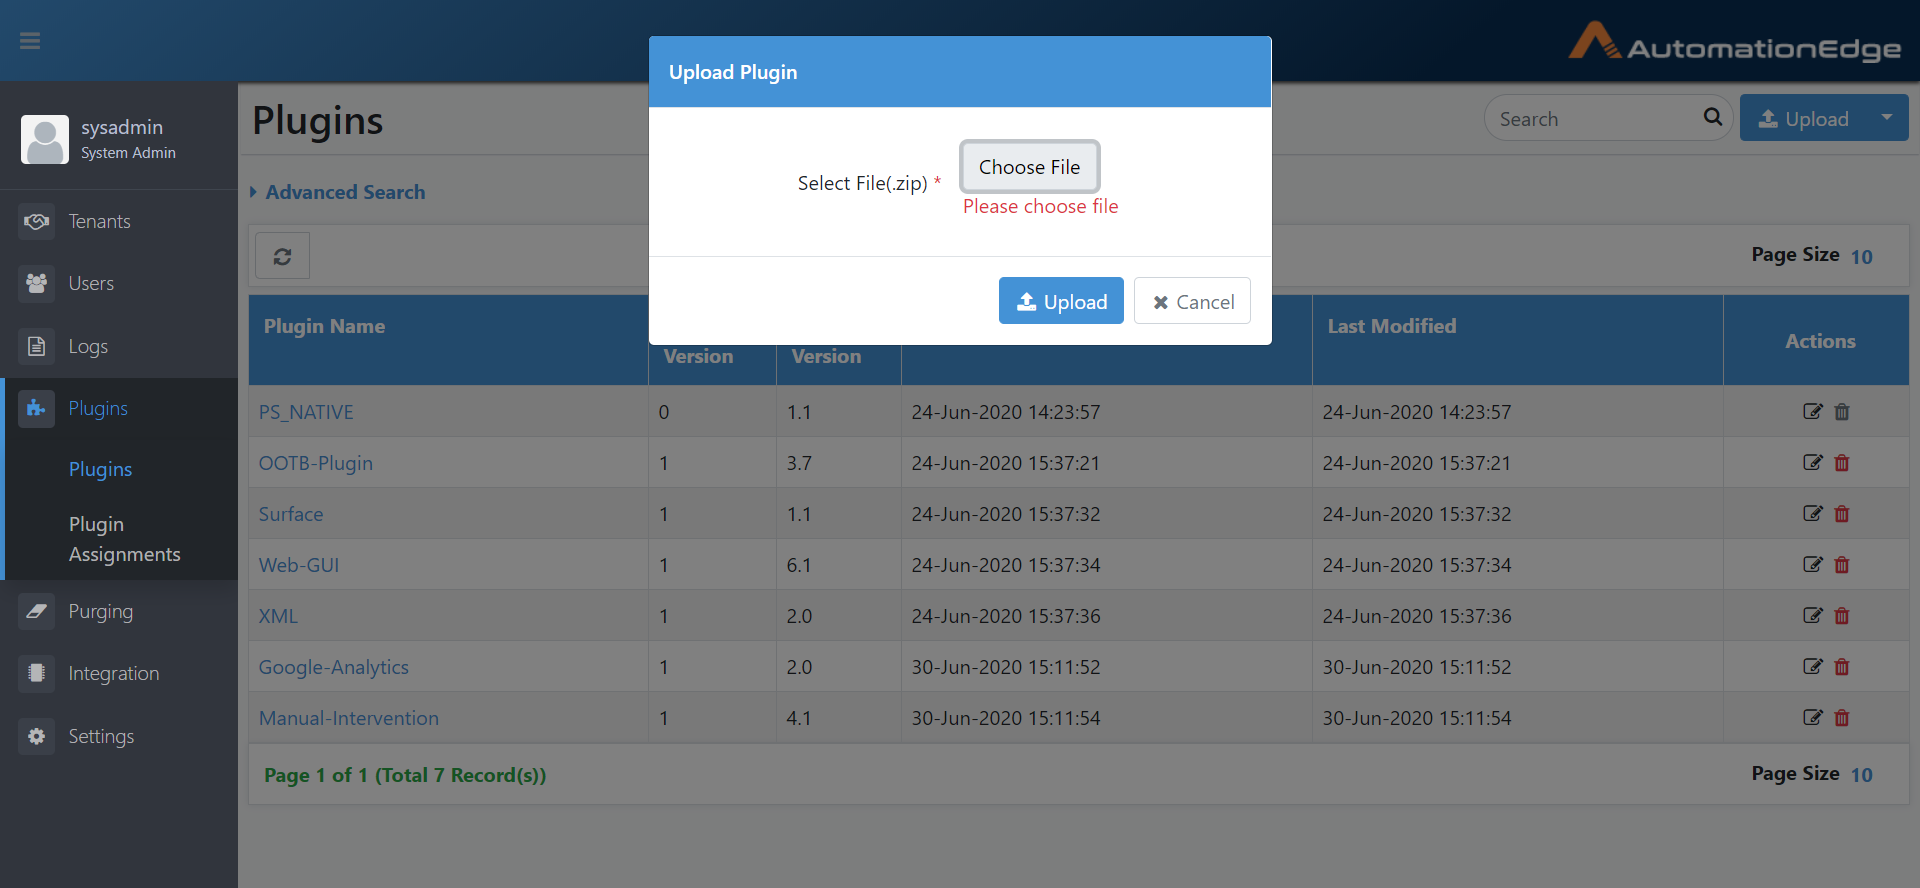 AutomationEdge
sysadmin
System Admin
Tenants
Users
Logs
Plugins
Plugins
Plugin
Assignments
Purging
Integration
Settings
Plugins
Search
Upload
Advanced Search
Page Size 10
Upload Plugin
Select File(.zip) *
Choose File
Please choose file
Upload
Cancel
Plugin Name Version Version Last Modified Actions
PS_NATIVE 0 1.1 24-Jun-2020 14:23:57 24-Jun-2020 14:23:57
OOTB-Plugin 1 3.7 24-Jun-2020 15:37:21 24-Jun-2020 15:37:21
Surface 1 1.1 24-Jun-2020 15:37:32 24-Jun-2020 15:37:32
Web-GUI 1 6.1 24-Jun-2020 15:37:34 24-Jun-2020 15:37:34
XML 1 2.0 24-Jun-2020 15:37:36 24-Jun-2020 15:37:36
Google-Analytics 1 2.0 30-Jun-2020 15:11:52 30-Jun-2020 15:11:52
Manual-Intervention 1 4.1 30-Jun-2020 15:11:54 30-Jun-2020 15:11:54
Page 1 of 1 (Total 7 Record(s))
Page Size 10